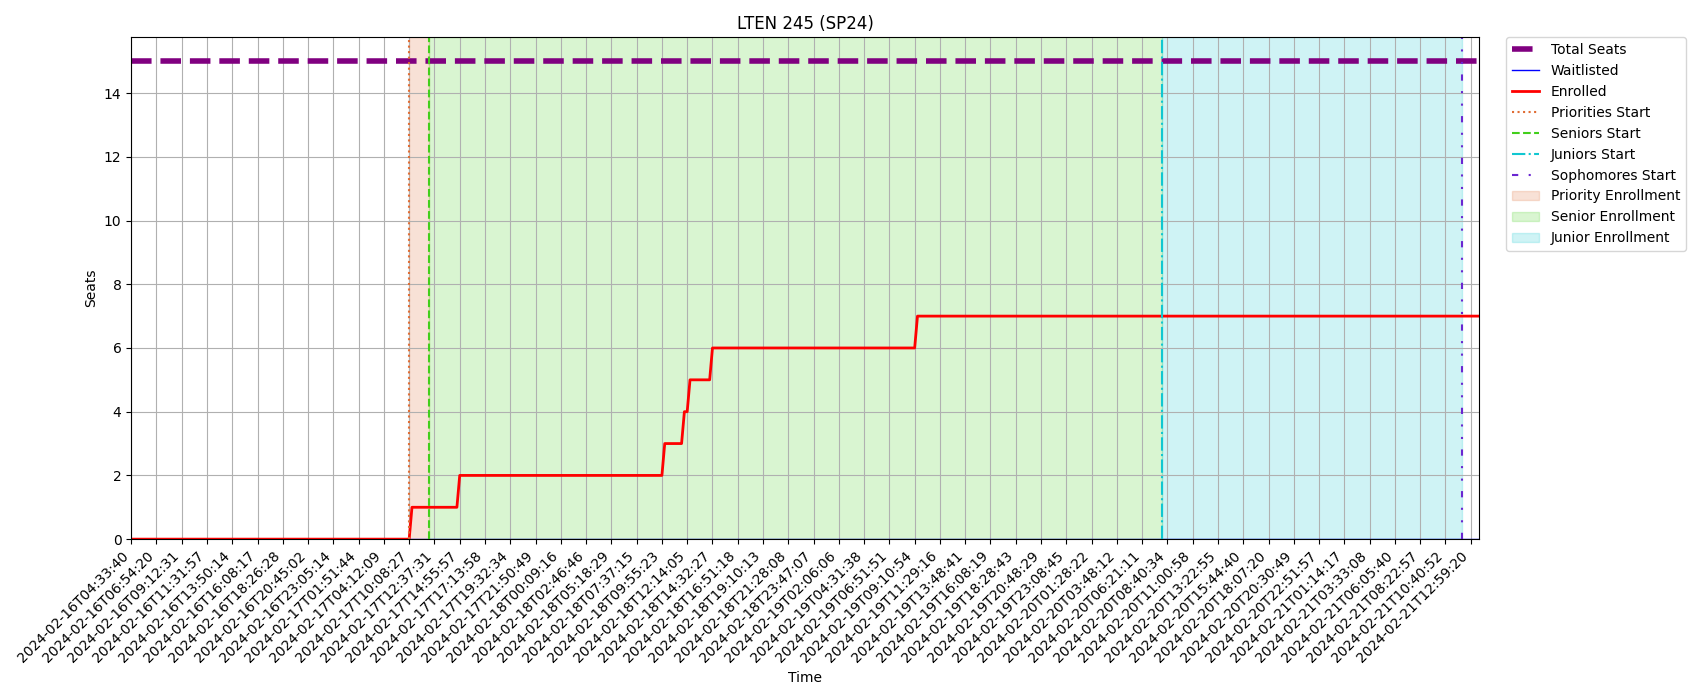 LTEN 245 (SP24)
Total Seats
Waitlisted
Enrolled
Priorities Start
Seniors Start
Juniors Start
Sophomores Start
Priority Enrollment
Senior Enrollment
Junior Enrollment
Seats
14
12
10
8
6
4
2
0
2024-02-16T04:33:40
2024-02-16T06:54:20
2024-02-16T09:12:31
2024-02-16T11:31:57
2024-02-16T13:50:14
2024-02-16T16:08:17
2024-02-16T18:26:28
2024-02-16T20:45:02
2024-02-16T23:05:14
2024-02-17T01:51:44
2024-02-17T04:12:09
2024-02-17T10:08:27
2024-02-17T12:37:31
2024-02-17T14:55:57
2024-02-17T17:13:58
2024-02-17T19:32:34
2024-02-17T21:50:49
2024-02-18T00:09:16
2024-02-18T02:46:46
2024-02-18T05:18:29
2024-02-18T07:37:15
2024-02-18T09:55:23
2024-02-18T12:14:05
2024-02-18T14:32:27
2024-02-18T16:51:18
2024-02-18T19:10:13
2024-02-18T21:28:08
2024-02-18T23:47:07
2024-02-19T02:06:06
2024-02-19T04:31:38
2024-02-19T06:51:51
2024-02-19T09:10:54
2024-02-19T11:29:16
2024-02-19T13:48:41
2024-02-19T16:08:19
2024-02-19T18:28:43
2024-02-19T20:48:29
2024-02-19T23:08:45
2024-02-20T01:28:22
2024-02-20T03:48:12
2024-02-20T06:21:11
2024-02-20T08:40:34
2024-02-20T11:00:58
2024-02-20T13:22:55
2024-02-20T15:44:40
2024-02-20T18:07:20
2024-02-20T20:30:49
2024-02-20T22:51:57
2024-02-21T01:14:17
2024-02-21T03:33:08
2024-02-21T06:05:40
2024-02-21T08:22:57
2024-02-21T10:40:52
2024-02-21T12:59:20
Time